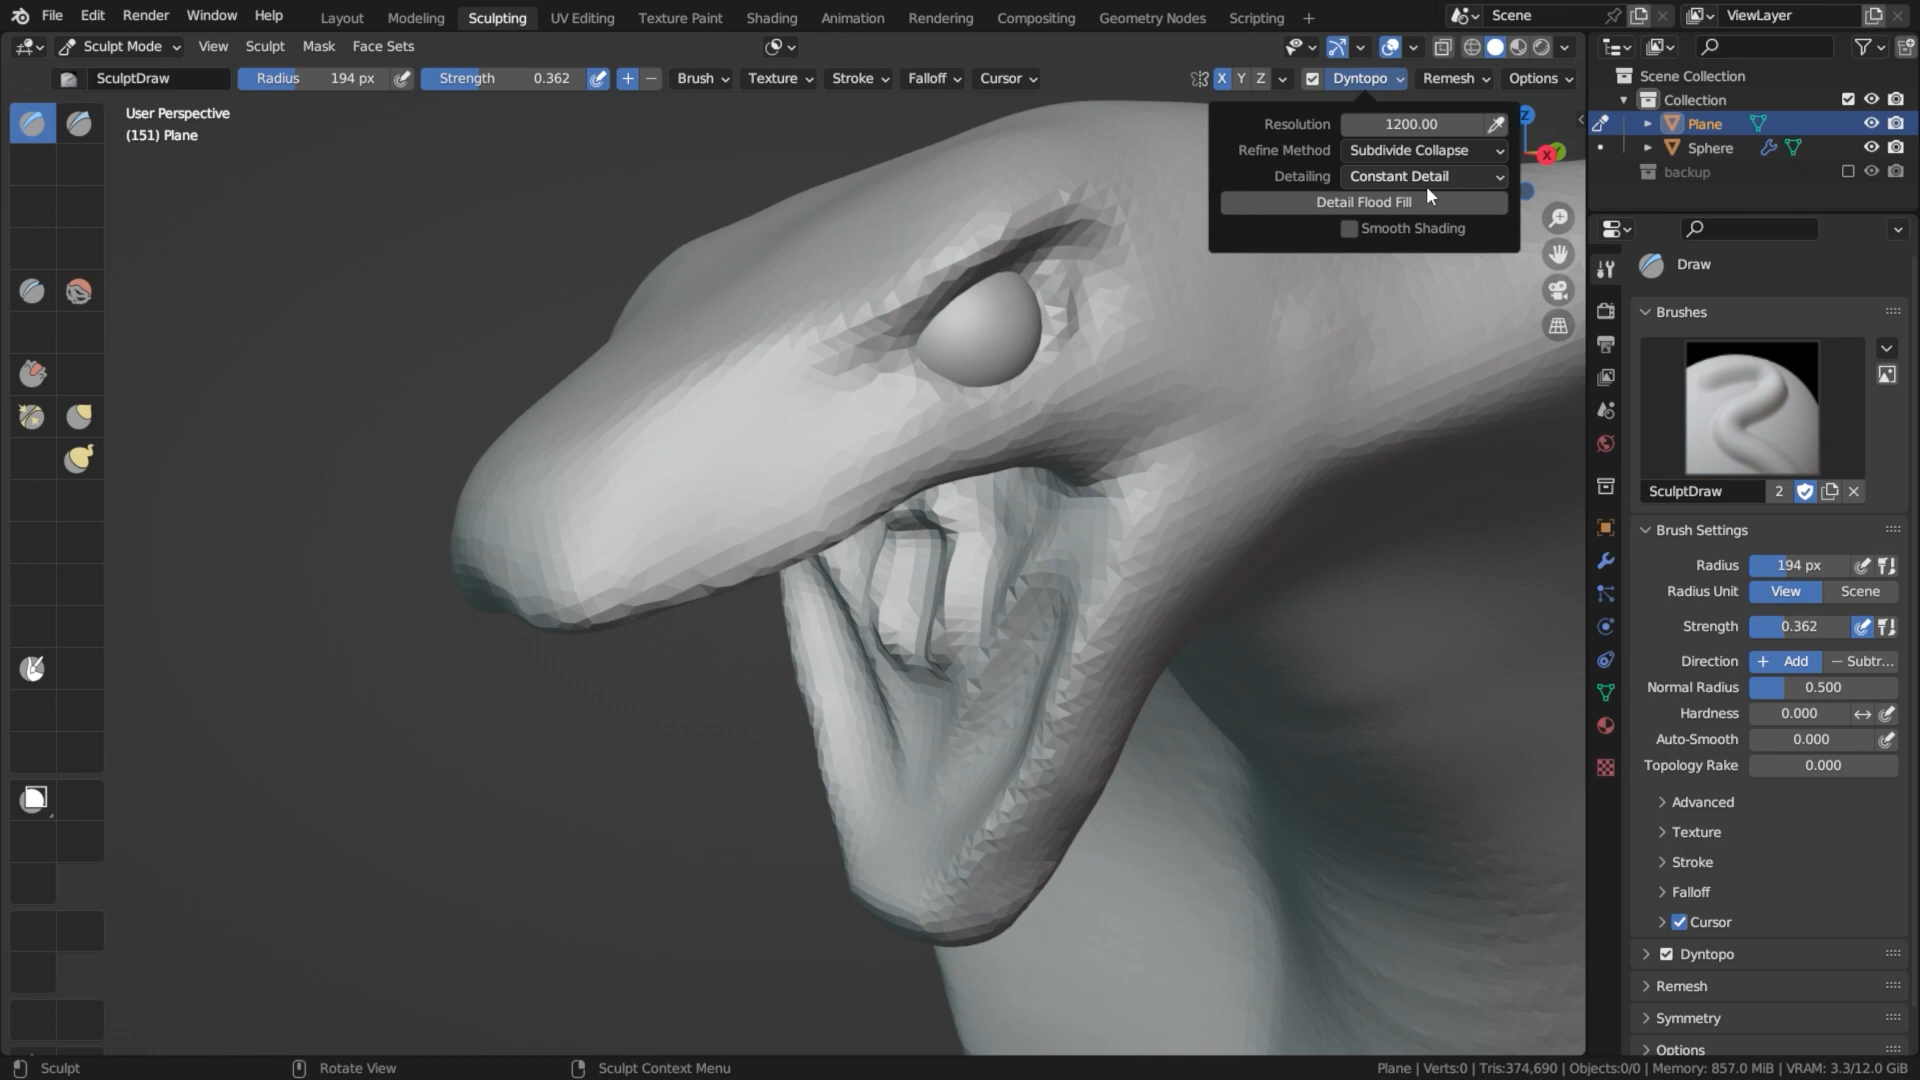 File Edit Render Window Help
Layout Modeling Sculpting UV Editing Texture Paint Shading Animation Rendering Compositing Geometry Nodes Scripting +
Scene
ViewLayer
Sculpt Mode View Sculpt Mask Face Sets
SculptDraw Radius 194 px Strength 0.362 + − Brush Texture Stroke Falloff Cursor
X Y Z Dyntopo Remesh Options
User Perspective
(151) Plane
Resolution 1200.00
Refine Method Subdivide Collapse
Detailing Constant Detail
Detail Flood Fill
Smooth Shading
Z
X
Scene Collection
Collection
Plane
Sphere
backup
Draw
Brushes
SculptDraw 2
Brush Settings
Radius 194 px
Radius Unit View Scene
Strength 0.362
Direction + Add − Subtr...
Normal Radius 0.500
Hardness 0.000
Auto-Smooth 0.000
Topology Rake 0.000
Advanced
Texture
Stroke
Falloff
Cursor
Dyntopo
Remesh
Symmetry
Options
Sculpt Rotate View Sculpt Context Menu
Plane | Verts:0 | Tris:374,690 | Objects:0/0 | Memory: 857.0 MiB | VRAM: 3.3/12.0 GiB